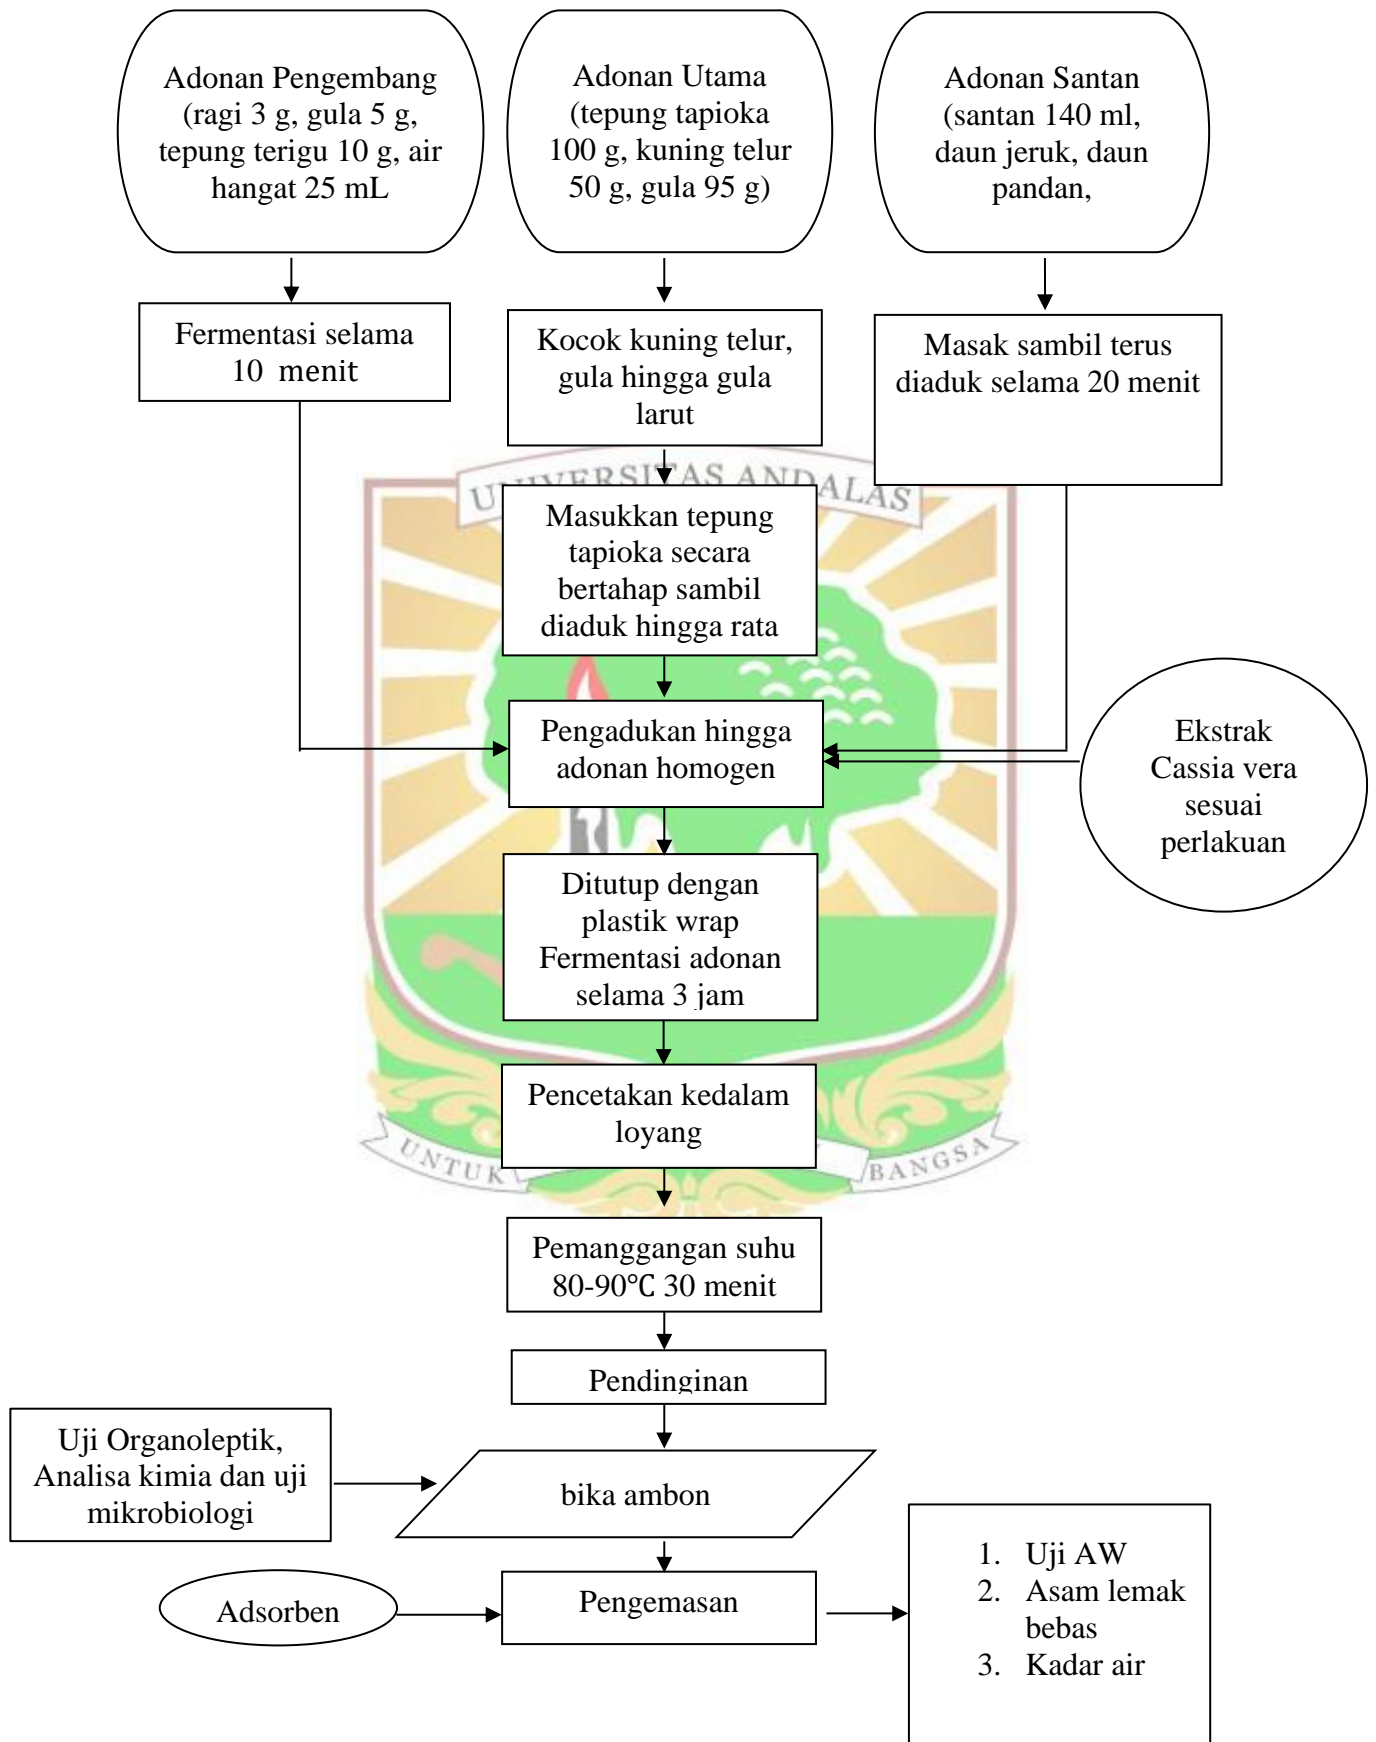 Adonan Pengembang
(ragi 3 g, gula 5 g,
tepung terigu 10 g, air
hangat 25 mL
Adonan Utama
(tepung tapioka
100 g, kuning telur
50 g, gula 95 g)
Adonan Santan
(santan 140 ml,
daun jeruk, daun
pandan,
Fermentasi selama
10 menit
Kocok kuning telur,
gula hingga gula
larut
Masak sambil terus
diaduk selama 20 menit
UNIVERSITAS ANDALAS
Masukkan tepung
tapioka secara
bertahap sambil
diaduk hingga rata
Pengadukan hingga
adonan homogen
Ekstrak
Cassia vera
sesuai
perlakuan
Ditutup dengan
plastik wrap
Fermentasi adonan
selama 3 jam
Pencetakan kedalam
loyang
UNTUK BANGSA
Pemanggangan suhu
80-90℃ 30 menit
Pendinginan
Uji Organoleptik,
Analisa kimia dan uji
mikrobiologi
bika ambon
Adsorben
Pengemasan
1. Uji AW
2. Asam lemak
bebas
3. Kadar air